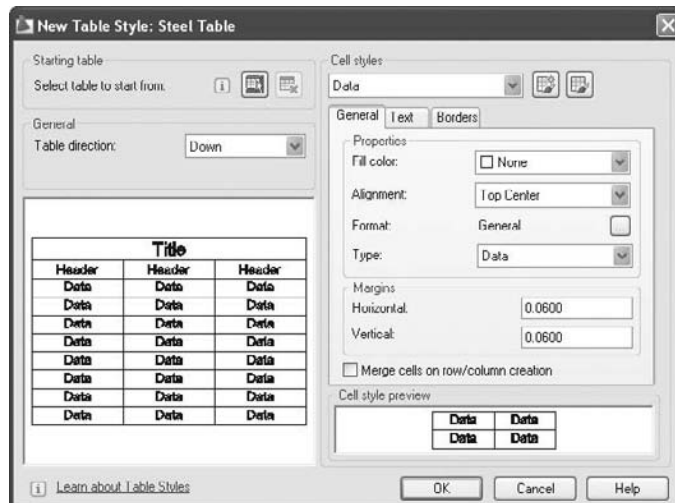 New Table Style: Steel Table
Starting table
Select table to start from:
General
Table direction:
Down
Title
Header Header Header
Data Data Data
Data Data Data
Data Data Data
Data Data Data
Data Data Data
Data Data Data
Data Data Data
Data Data Data
Learn about Table Styles
Cell styles
Data
General Text Borders
Properties
Fill color: None
Alignment: Top Center
Format: General
Type: Data
Margins
Horizontal: 0.0600
Vertical: 0.0600
Merge cells on row/column creation
Cell style preview
Data Data
Data Data
OK Cancel Help